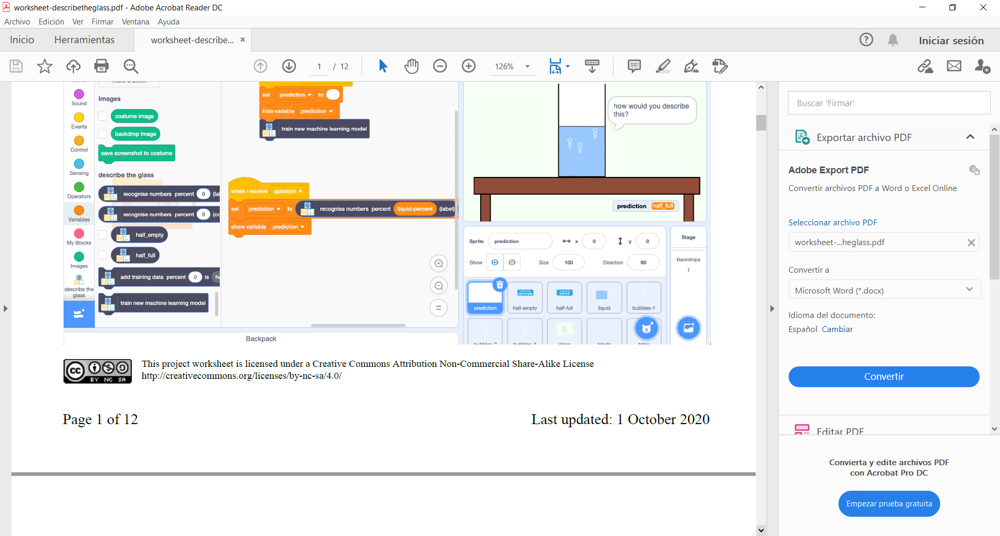 worksheet-describetheglass.pdf - Adobe Acrobat Reader DC
Archivo Edición Ver Firmar Ventana Ayuda
Inicio Herramientas worksheet-describe... × Iniciar sesión
1 / 12 126%
Make a Block
Sound
Events
Control
Sensing
Operators
Variables
My Blocks
Images
describe the
glass
Images
costume image
backdrop image
save screenshot to costume
describe the glass
recognise numbers percent 0 (la
recognise numbers percent 0 (co
half_empty
half_full
add training data percent 0 is ha
train new machine learning model
set prediction to
hide variable prediction
train new machine learning model
when I receive question
set prediction to recognise numbers percent liquid-percent (label)
show variable prediction
Backpack
how would you describe
this?
prediction half_full
Sprite prediction x 0 y 0
Show Size 100 Direction 90
prediction half-empty half-full liquid bubbles-1
bubbles-2 bubbles-3 glass labels table
Stage
Backdrops
1
CC BY NC SA
This project worksheet is licensed under a Creative Commons Attribution Non-Commercial Share-Alike License
http://creativecommons.org/licenses/by-nc-sa/4.0/
Page 1 of 12 Last updated: 1 October 2020
Buscar 'Firmar'
Exportar archivo PDF
Adobe Export PDF
Convertir archivos PDF a Word o Excel Online
Seleccionar archivo PDF
worksheet-...heglass.pdf
Convertir a
Microsoft Word (*.docx)
Idioma del documento:
Español Cambiar
Convertir
Editar PDF
Convierta y edite archivos PDF
con Acrobat Pro DC
Empezar prueba gratuita